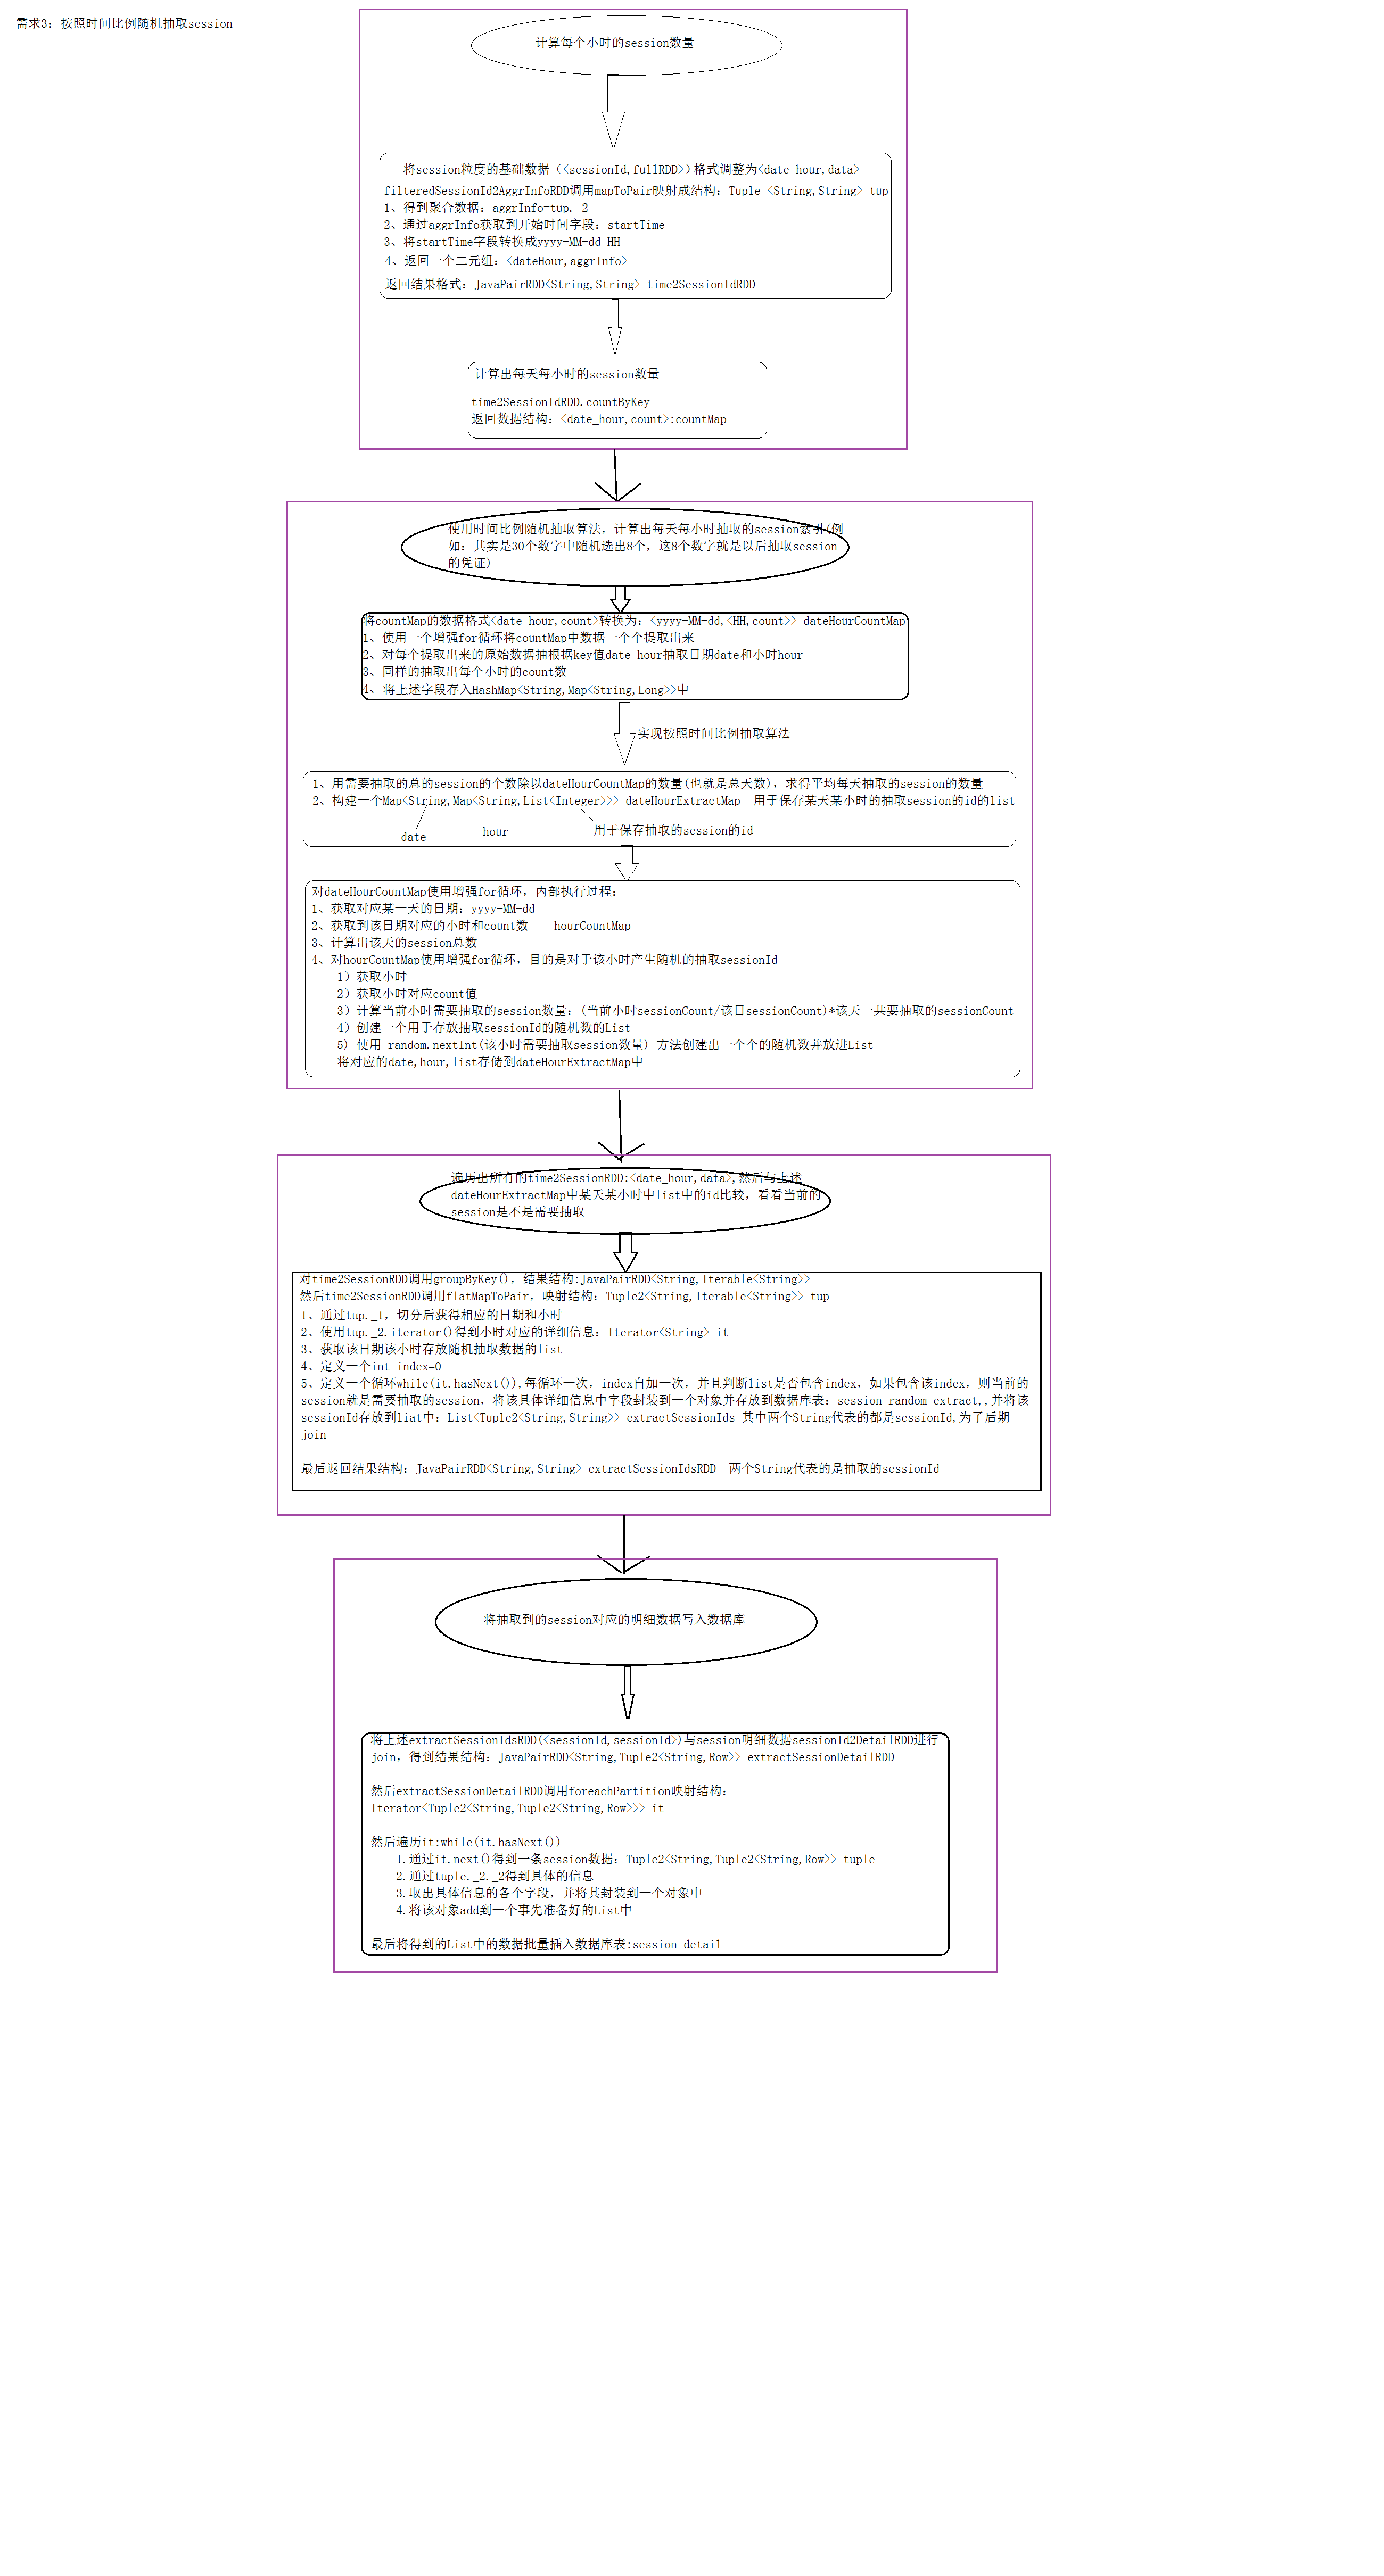 需求3：按照时间比例随机抽取session
计算每个小时的session数量
将session粒度的基础数据（<sessionId,fullRDD>)格式调整为<date_hour,data>
filteredSessionId2AggrInfoRDD调用mapToPair映射成结构：Tuple <String,String> tup
1、得到聚合数据：aggrInfo=tup._2
2、通过aggrInfo获取到开始时间字段：startTime
3、将startTime字段转换成yyyy-MM-dd_HH
4、返回一个二元组：<dateHour,aggrInfo>
返回结果格式：JavaPairRDD<String,String> time2SessionIdRDD
计算出每天每小时的session数量
time2SessionIdRDD.countByKey
返回数据结构：<date_hour,count>:countMap
使用时间比例随机抽取算法，计算出每天每小时抽取的session索引(例
如：其实是30个数字中随机选出8个，这8个数字就是以后抽取session
的凭证)
将countMap的数据格式<date_hour,count>转换为：<yyyy-MM-dd,<HH,count>> dateHourCountMap
1、使用一个增强for循环将countMap中数据一个个提取出来
2、对每个提取出来的原始数据抽根据key值date_hour抽取日期date和小时hour
3、同样的抽取出每个小时的count数
4、将上述字段存入HashMap<String,Map<String,Long>>中
实现按照时间比例抽取算法
1、用需要抽取的总的session的个数除以dateHourCountMap的数量(也就是总天数)，求得平均每天抽取的session的数量
2、构建一个Map<String,Map<String,List<Integer>>> dateHourExtractMap 用于保存某天某小时的抽取session的id的list
date
hour
用于保存抽取的session的id
对dateHourCountMap使用增强for循环，内部执行过程：
1、获取对应某一天的日期：yyyy-MM-dd
2、获取到该日期对应的小时和count数 hourCountMap
3、计算出该天的session总数
4、对hourCountMap使用增强for循环，目的是对于该小时产生随机的抽取sessionId
1）获取小时
2）获取小时对应count值
3）计算当前小时需要抽取的session数量：(当前小时sessionCount/该日sessionCount)*该天一共要抽取的sessionCount
4）创建一个用于存放抽取sessionId的随机数的List
5) 使用 random.nextInt(该小时需要抽取session数量) 方法创建出一个个的随机数并放进List
将对应的date,hour,list存储到dateHourExtractMap中
遍历出所有的time2SessionRDD:<date_hour,data>,然后与上述
dateHourExtractMap中某天某小时中list中的id比较，看看当前的
session是不是需要抽取
对time2SessionRDD调用groupByKey()，结果结构:JavaPairRDD<String,Iterable<String>>
然后time2SessionRDD调用flatMapToPair，映射结构：Tuple2<String,Iterable<String>> tup
1、通过tup._1，切分后获得相应的日期和小时
2、使用tup._2.iterator()得到小时对应的详细信息：Iterator<String> it
3、获取该日期该小时存放随机抽取数据的list
4、定义一个int index=0
5、定义一个循环while(it.hasNext()),每循环一次，index自加一次，并且判断list是否包含index，如果包含该index，则当前的
session就是需要抽取的session，将该具体详细信息中字段封装到一个对象并存放到数据库表：session_random_extract,,并将该
sessionId存放到liat中：List<Tuple2<String,String>> extractSessionIds 其中两个String代表的都是sessionId,为了后期
join
最后返回结果结构：JavaPairRDD<String,String> extractSessionIdsRDD 两个String代表的是抽取的sessionId
将抽取到的session对应的明细数据写入数据库
将上述extractSessionIdsRDD(<sessionId,sessionId>)与session明细数据sessionId2DetailRDD进行
join，得到结果结构：JavaPairRDD<String,Tuple2<String,Row>> extractSessionDetailRDD
然后extractSessionDetailRDD调用foreachPartition映射结构：
Iterator<Tuple2<String,Tuple2<String,Row>>> it
然后遍历it:while(it.hasNext())
1.通过it.next()得到一条session数据：Tuple2<String,Tuple2<String,Row>> tuple
2.通过tuple._2._2得到具体的信息
3.取出具体信息的各个字段，并将其封装到一个对象中
4.将该对象add到一个事先准备好的List中
最后将得到的List中的数据批量插入数据库表:session_detail